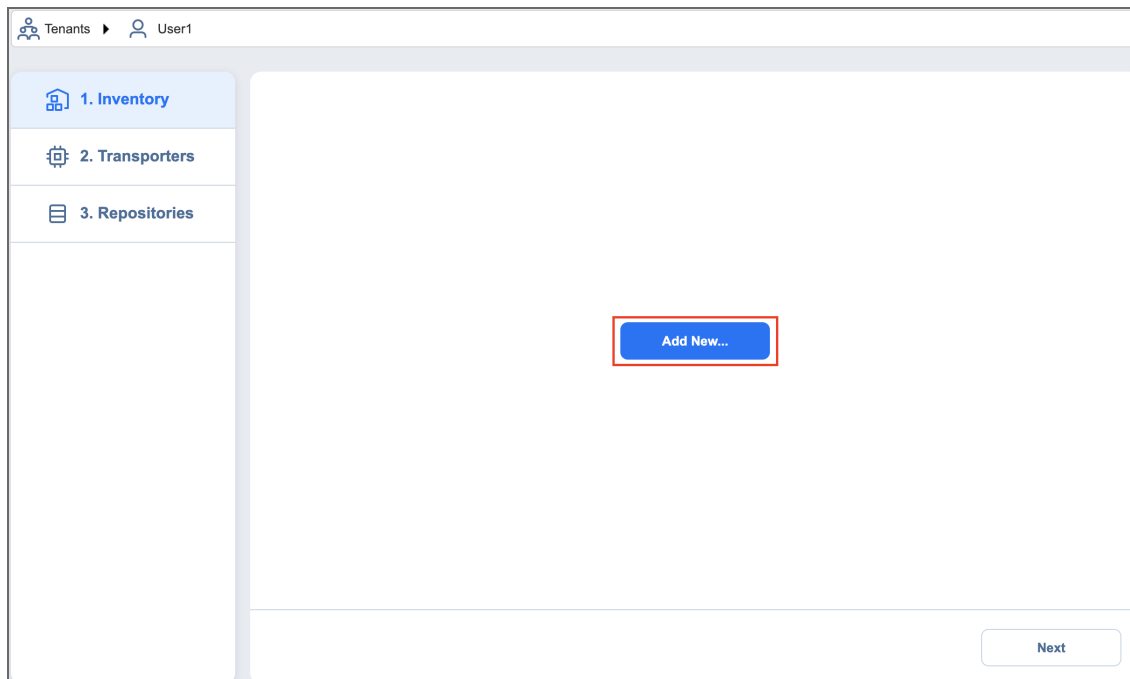 Tenants User1
1. Inventory
2. Transporters
3. Repositories
Add New...
Next